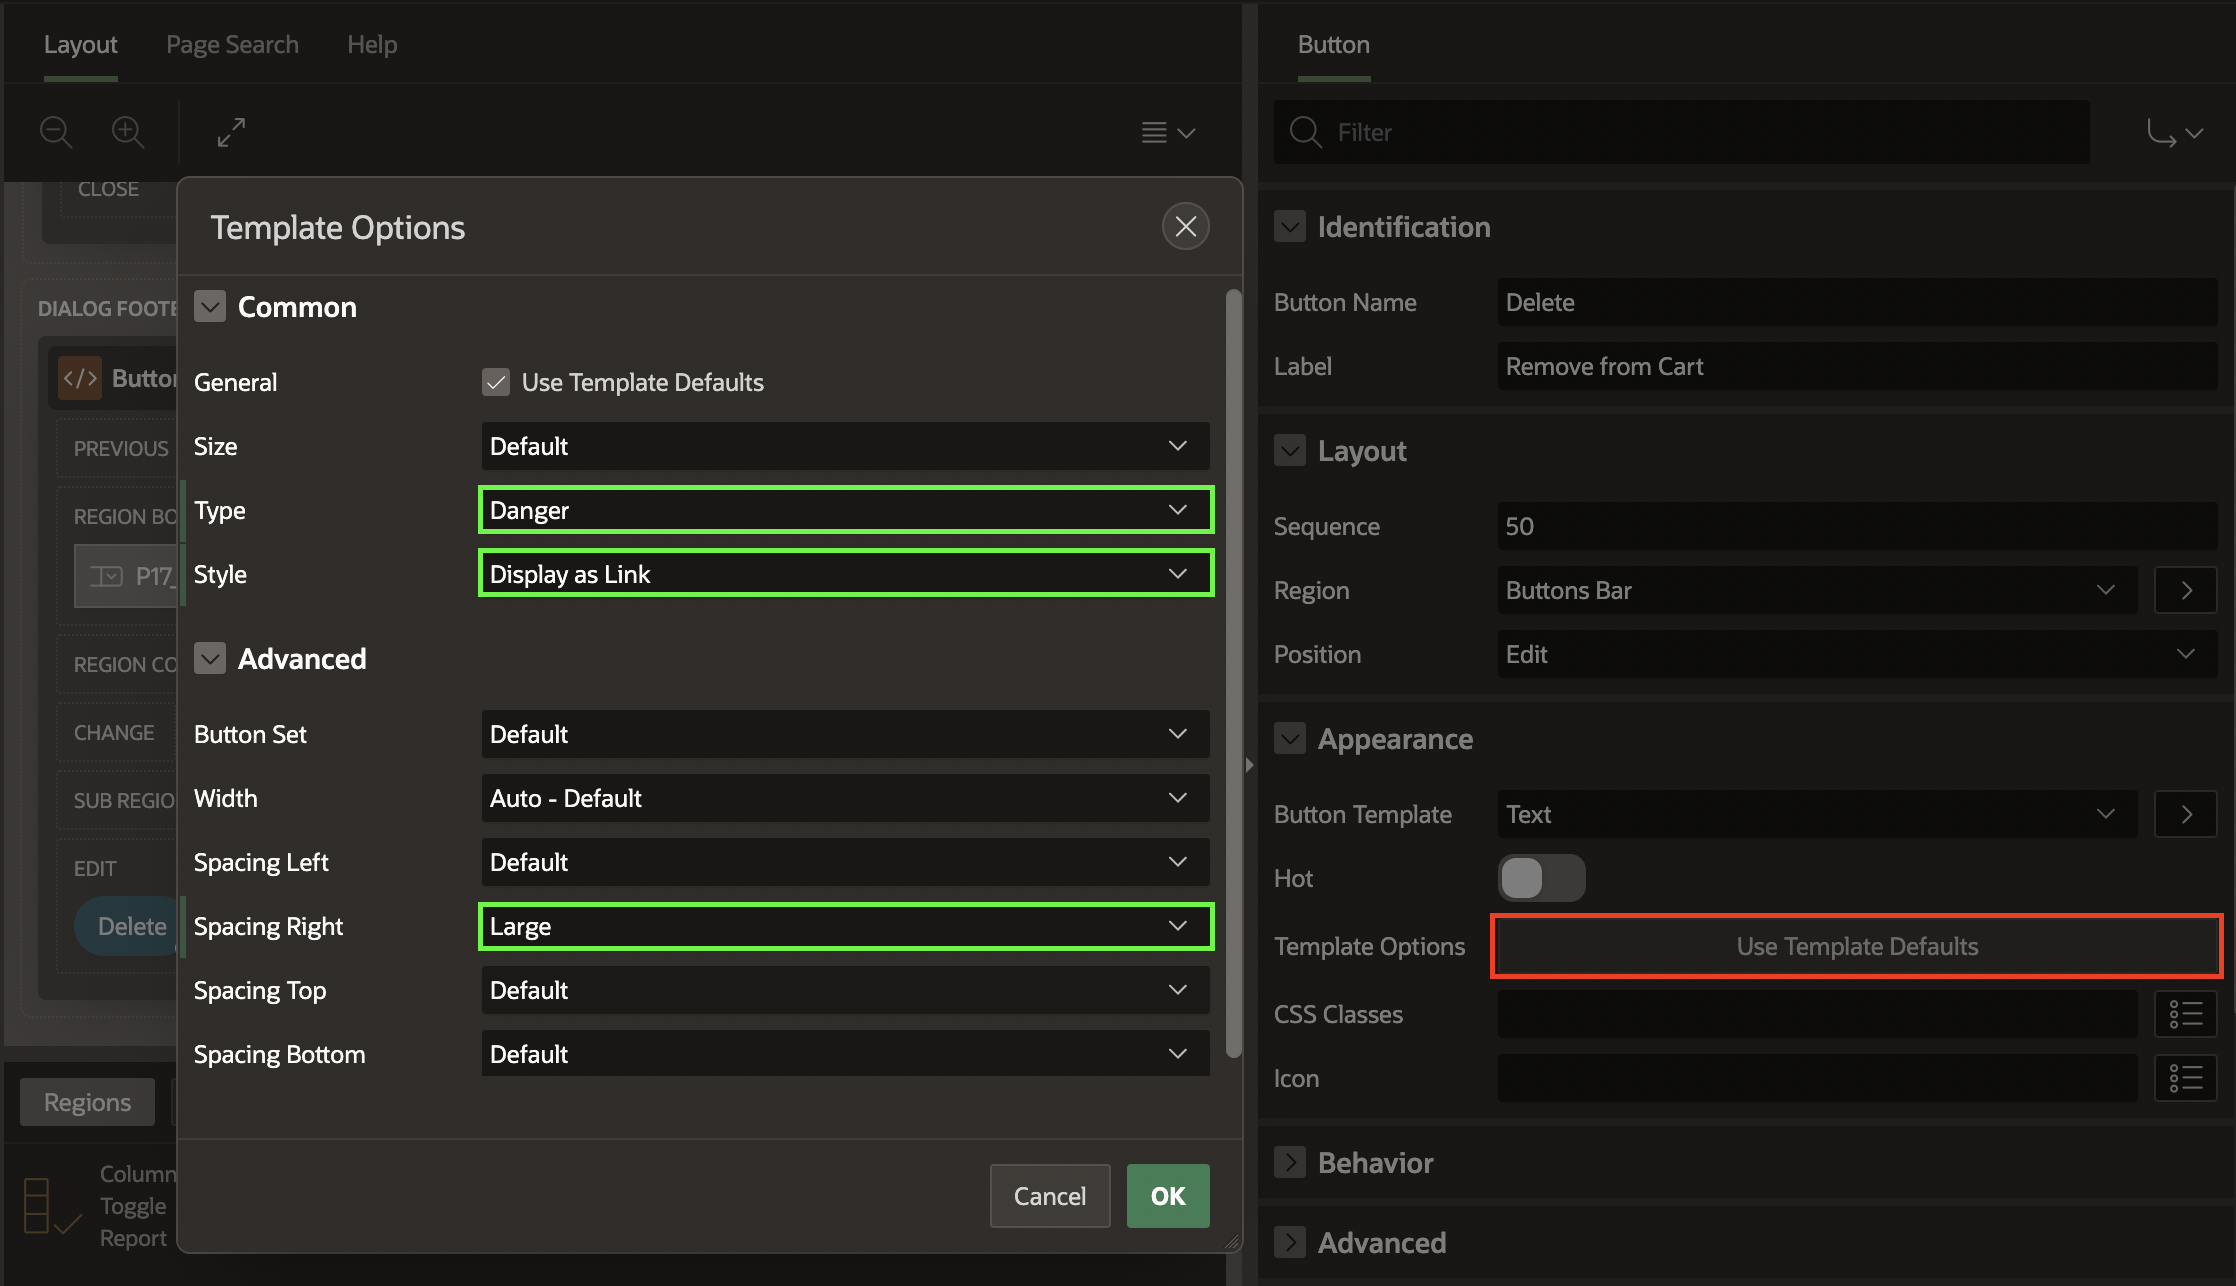 Layout
Page Search
Help
CLOSE
DIALOG FOOTE
</> Button
PREVIOUS
REGION BO
P17_
REGION CO
CHANGE
SUB REGIO
EDIT
Delete
Regions
Column
Toggle
Report
Template Options
Common
General
Use Template Defaults
Size
Default
Type
Danger
Style
Display as Link
Advanced
Button Set
Default
Width
Auto - Default
Spacing Left
Default
Spacing Right
Large
Spacing Top
Default
Spacing Bottom
Default
Cancel
OK
Button
Filter
Identification
Button Name
Delete
Label
Remove from Cart
Layout
Sequence
50
Region
Buttons Bar
Position
Edit
Appearance
Button Template
Text
Hot
Template Options
Use Template Defaults
CSS Classes
Icon
Behavior
Advanced